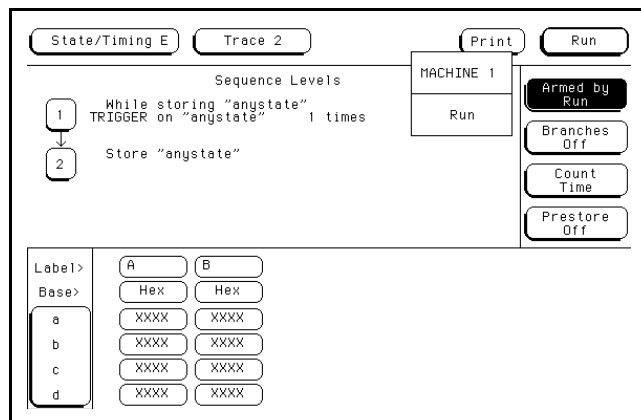 State/Timing E Trace 2 Print Run
Sequence Levels
MACHINE 1
Run
1 While storing "anystate"
TRIGGER on "anystate" 1 times
2 Store "anystate"
Armed by
Run
Branches
Off
Count
Time
Prestore
Off
Label> A B
Base> Hex Hex
a XXXX XXXX
b XXXX XXXX
c XXXX XXXX
d XXXX XXXX